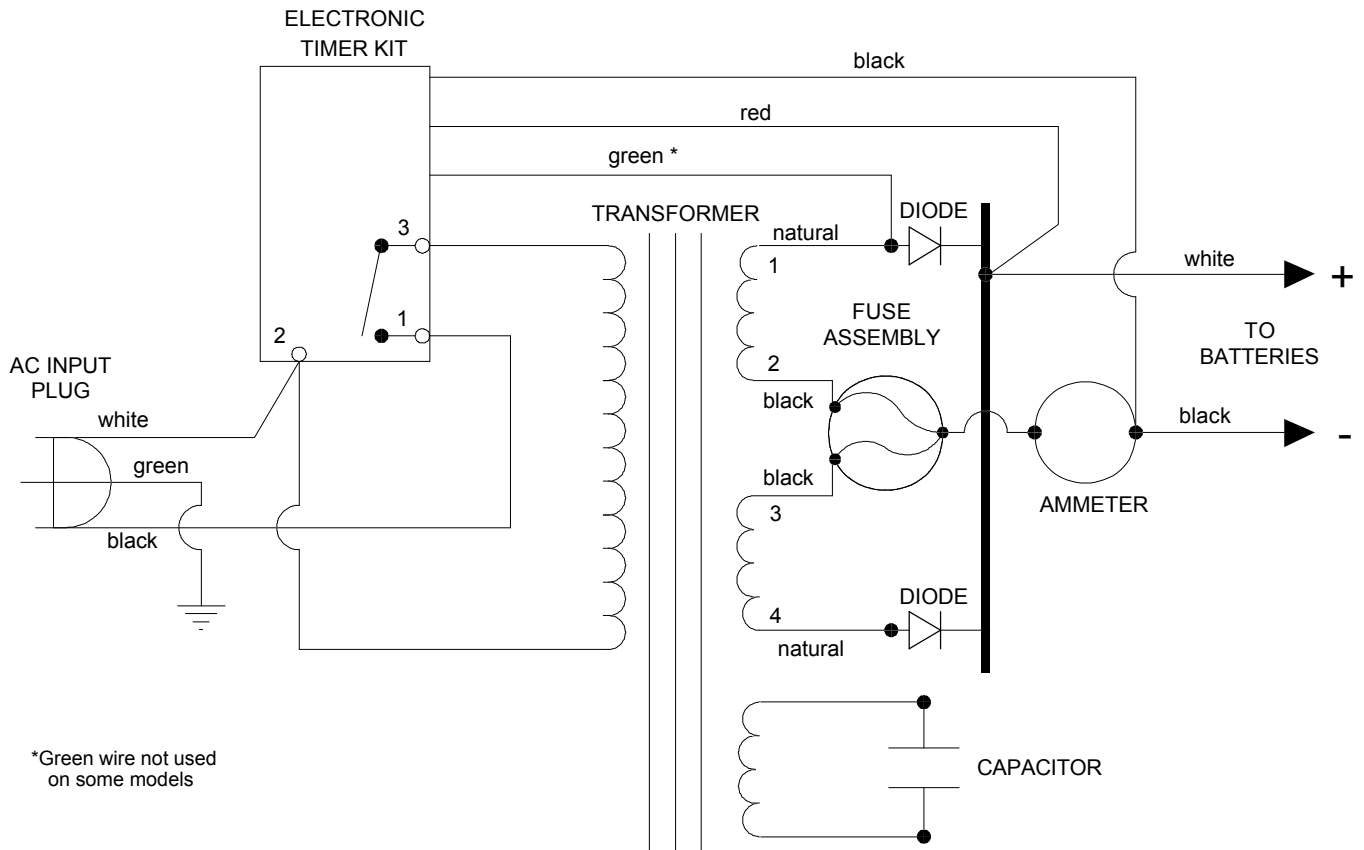 ELECTRONIC
TIMER KIT
black
red
green *
3
TRANSFORMER
DIODE
natural
1
white
+
FUSE
ASSEMBLY
1
2
TO
BATTERIES
AC INPUT
PLUG
2
black
white
black
-
green
black
3
AMMETER
black
DIODE
4
natural
*Green wire not used
on some models
CAPACITOR